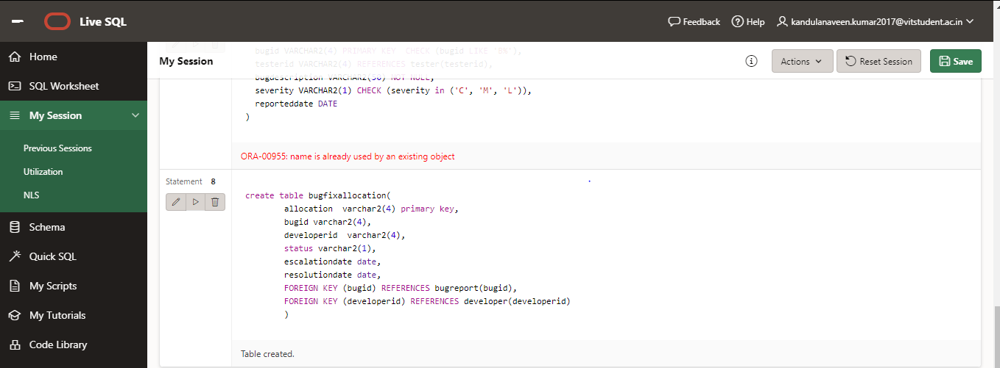 Live SQL
Feedback
Help
kandulanaveen.kumar2017@vitstudent.ac.in
Home
SQL Worksheet
My Session
Previous Sessions
Utilization
NLS
Schema
Quick SQL
My Scripts
My Tutorials
Code Library
My Session
Actions
Reset Session
Save
bugid VARCHAR2(4) PRIMARY KEY  CHECK (bugid LIKE 'B%'),
testerid VARCHAR2(4) REFERENCES tester(testerid),
NOT NULL,
severity VARCHAR2(1) CHECK (severity in ('C', 'M', 'L')),
reporteddate DATE
)
ORA-00955: name is already used by an existing object
Statement 8
create table bugfixallocation(
allocation  varchar2(4) primary key,
bugid varchar2(4),
developerid  varchar2(4),
status varchar2(1),
escalationdate date,
resolutiondate date,
FOREIGN KEY (bugid) REFERENCES bugreport(bugid),
FOREIGN KEY (developerid) REFERENCES developer(developerid)
)
Table created.